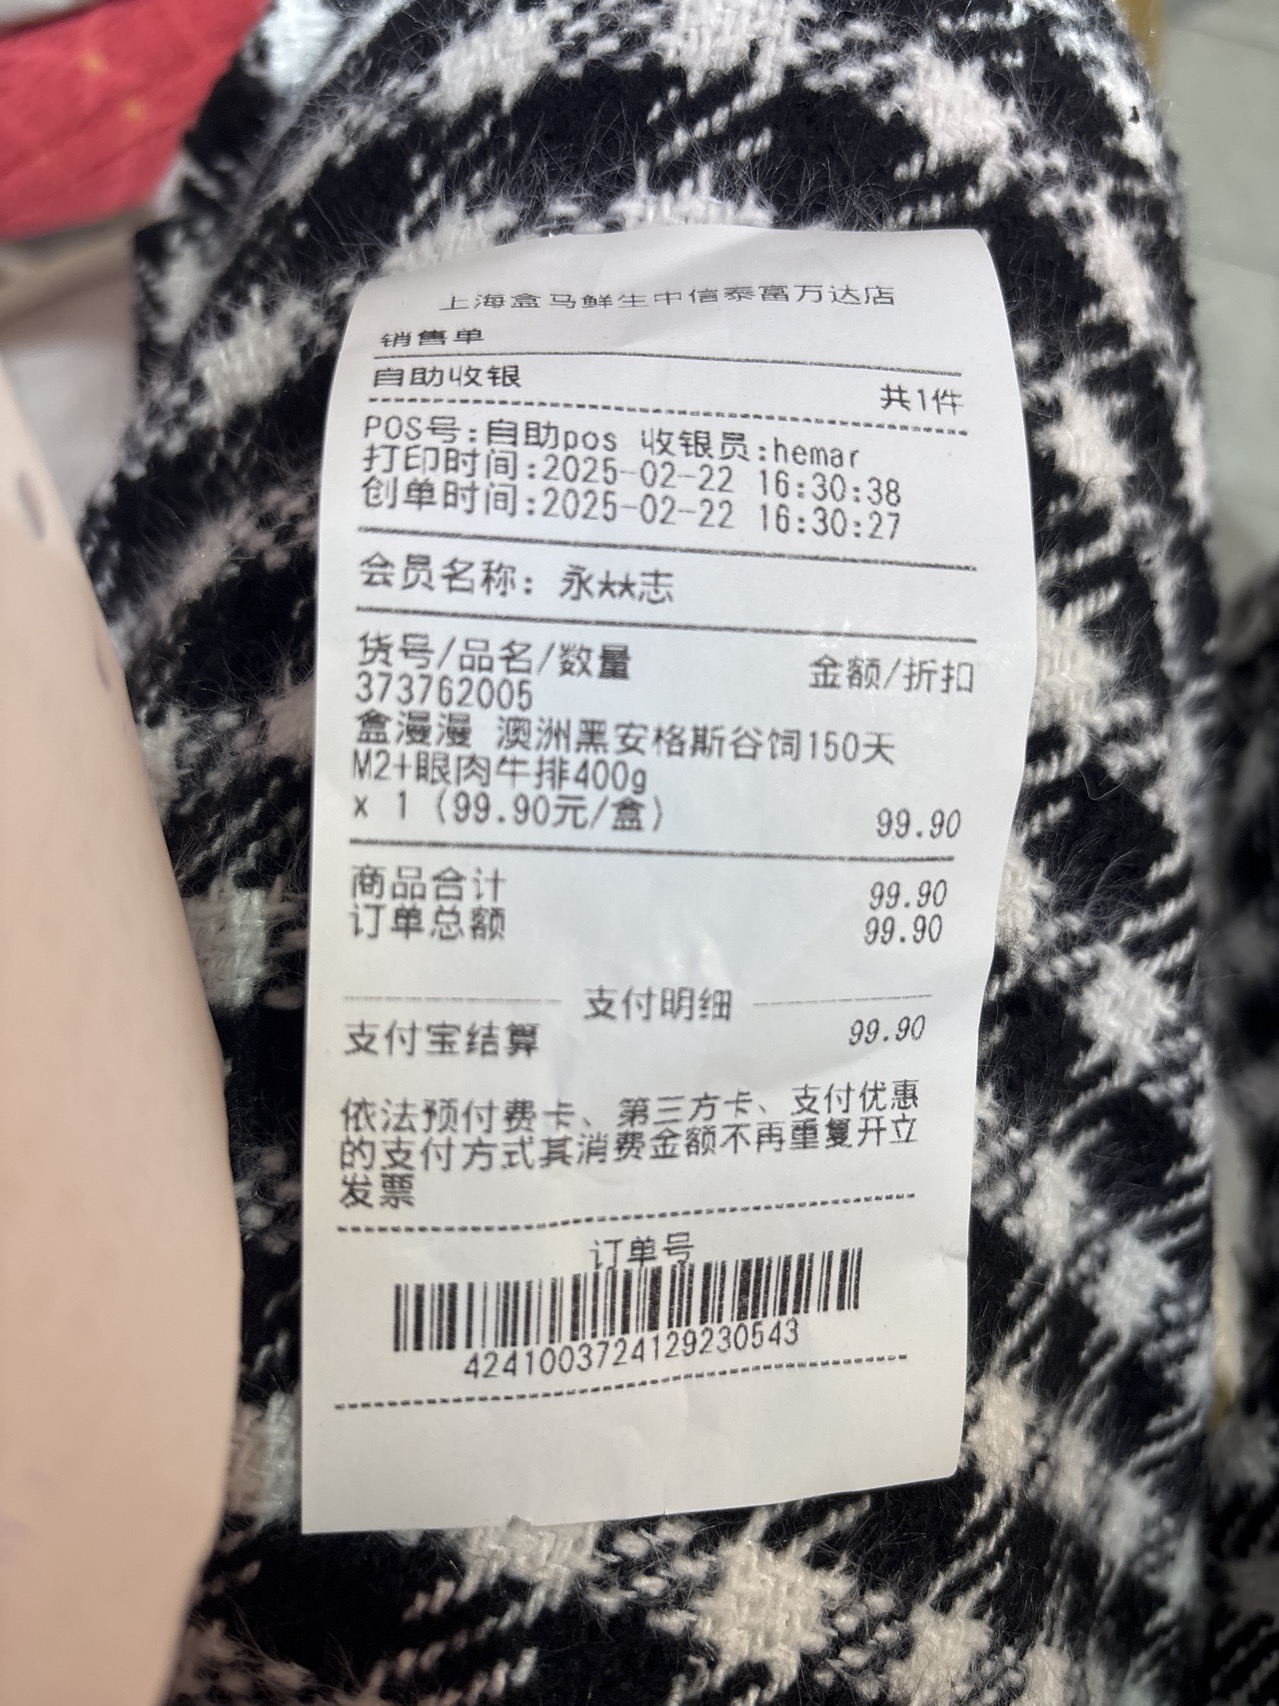 上海盒马鲜生中信泰富万达店
销售单
自助收银 共1件
POS号:自助pos 收银员:hemar
打印时间:2025-02-22 16:30:38
创单时间:2025-02-22 16:30:27
会员名称: 永**志
货号/品名/数量 金额/折扣
373762005
盒漫漫 澳洲黑安格斯谷饲150天
M2+眼肉牛排400g
x 1 (99.90元/盒) 99.90
商品合计 99.90
订单总额 99.90
支付明细
支付宝结算 99.90
依法预付费卡、第三方卡、支付优惠
的支付方式其消费金额不再重复开立
发票
订单号
4241003724129230543